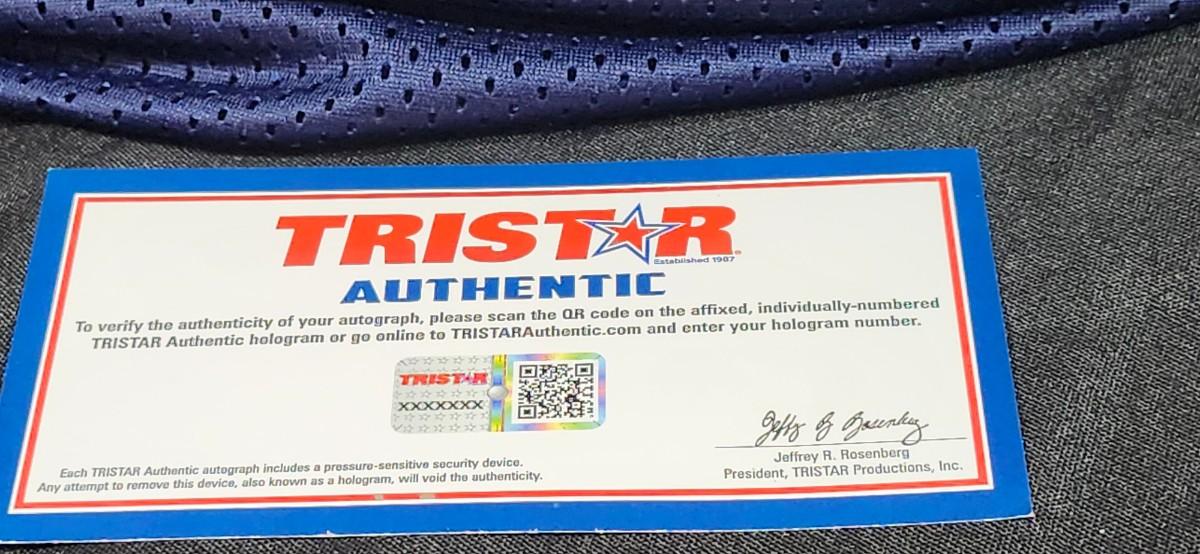 TRISTAR
Established 1987
AUTHENTIC
To verify the authenticity of your autograph, please scan the QR code on the affixed, individually-numbered
TRISTAR Authentic hologram or go online to TRISTARAuthentic.com and enter your hologram number.
TRISTAR
XXXXXXX
Jeffrey R. Rosenberg
President, TRISTAR Productions, Inc.
Each TRISTAR Authentic autograph includes a pressure-sensitive security device.
Any attempt to remove this device, also known as a hologram, will void the authenticity.